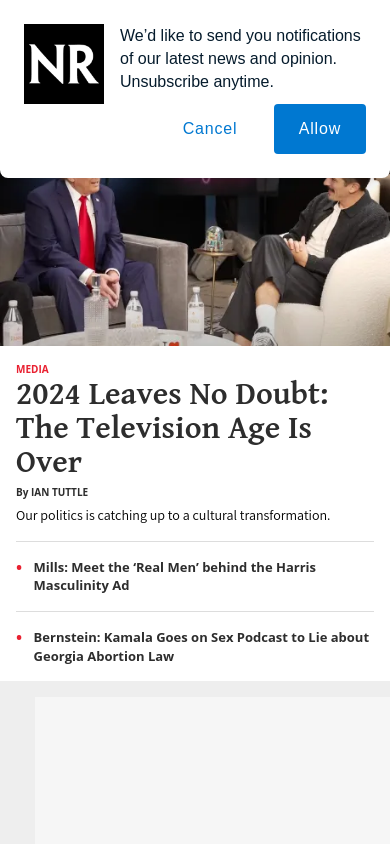 NR
We’d like to send you notifications
of our latest news and opinion.
Unsubscribe anytime.
Cancel
Allow
MEDIA
2024 Leaves No Doubt:
The Television Age Is
Over
By IAN TUTTLE
Our politics is catching up to a cultural transformation.
• Mills: Meet the ‘Real Men’ behind the Harris
Masculinity Ad
• Bernstein: Kamala Goes on Sex Podcast to Lie about
Georgia Abortion Law